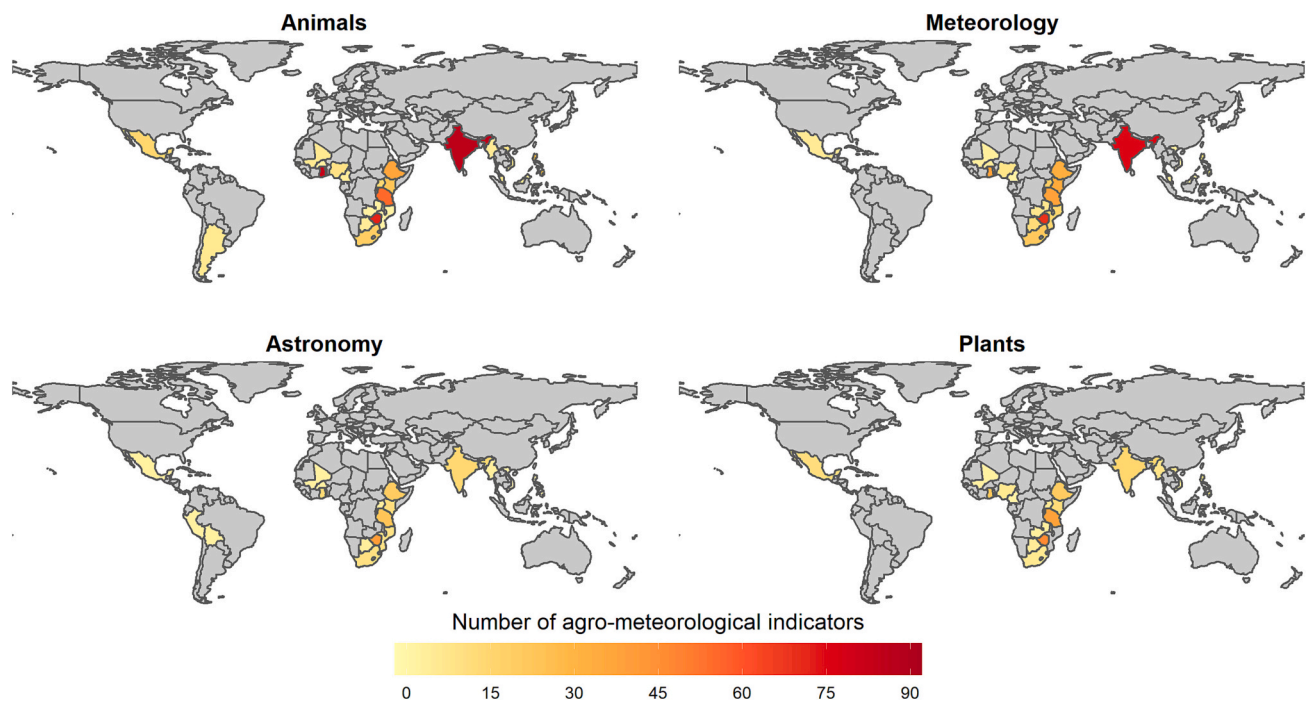 Animals
Meteorology
Astronomy
Plants
Number of agro-meteorological indicators
0 15 30 45 60 75 90